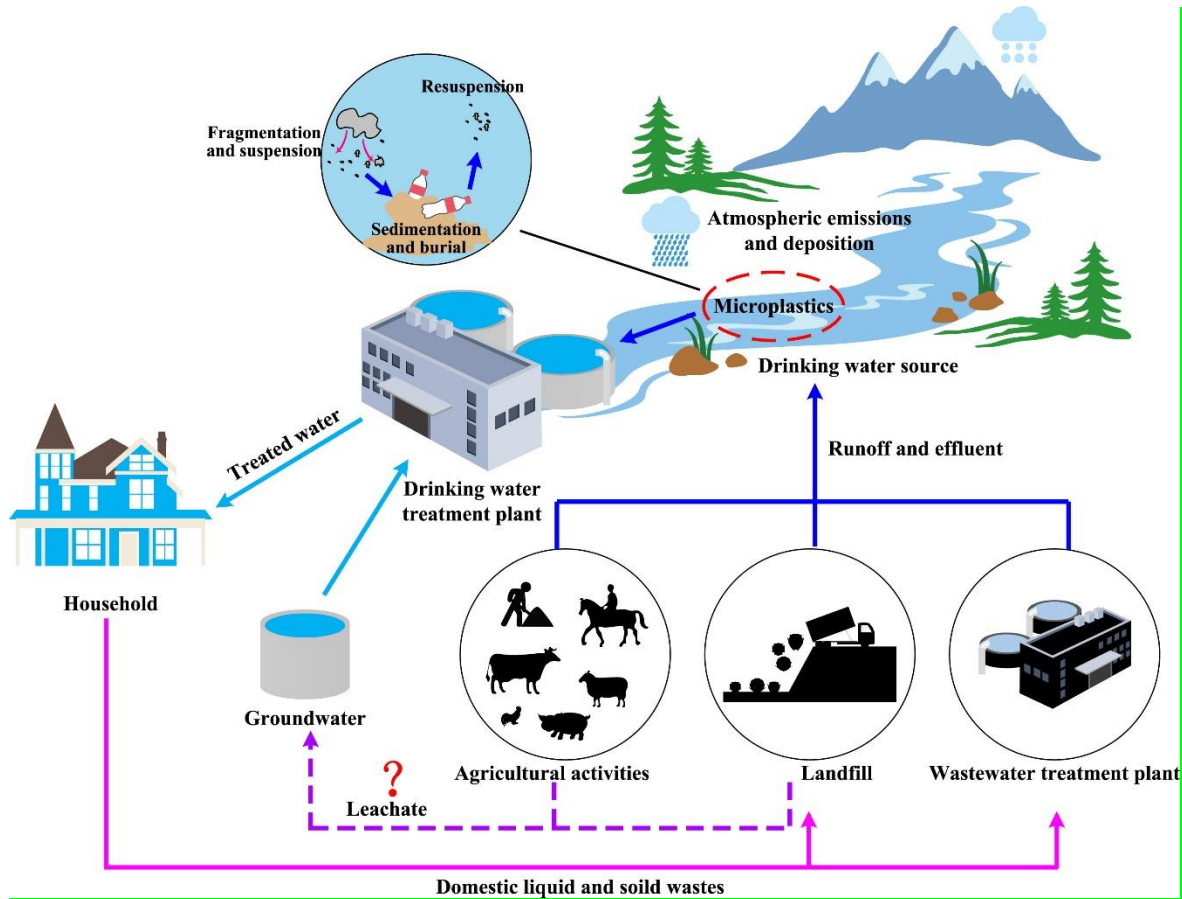 Resuspension
Fragmentation
and suspension
Sedimentation
and burial
Atmospheric emissions
and deposition
Microplastics
Drinking water source
Runoff and effluent
Treated water
Drinking water
treatment plant
Household
Groundwater
Agricultural activities
Landfill
Wastewater treatment plant
?
Leachate
Domestic liquid and soild wastes